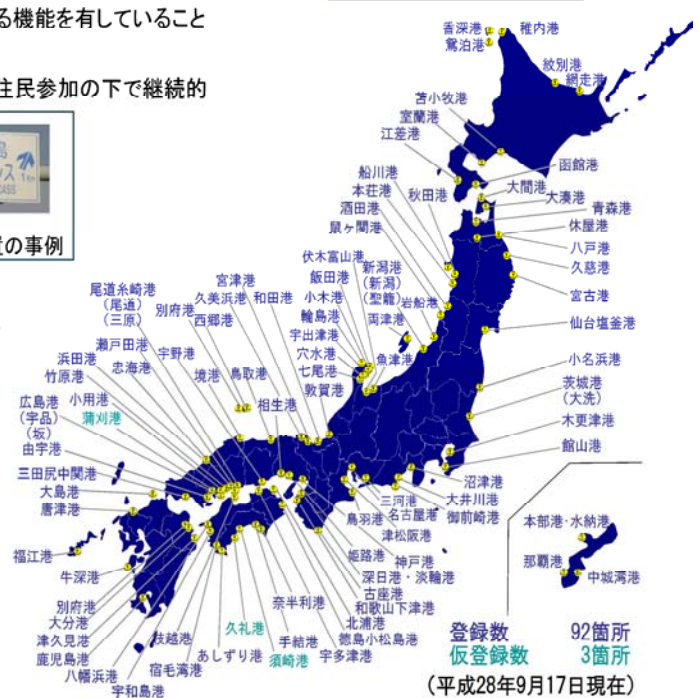 る機能を有していること
住民参加の下で継続的
島
ス
1km
OASIS
置の事例
香深港
稚内港
鴛泊港
紋別港
網走港
苫小牧港
室蘭港
江差港
函館港
船川港
大間港
秋田港
大湊港
本荘港
青森港
酒田港
休屋港
鼠ヶ関港
八戸港
伏木富山港
久慈港
飯田港
新潟港
(新潟)
(聖籠)
宮古港
小木港
岩船港
輪島港
両津港
仙台塩釜港
宇出津港
穴水港
魚津港
七尾港
敦賀港
小名浜港
宮津港
久美浜港
和田港
尾道糸崎港
(尾道)
(三原)
別府港
西郷港
瀬戸田港
宇野港
忠海港
境港
鳥取港
浜田港
竹原港
相生港
小用港
広島港
(宇品)
(坂)
蒲刈港
由宇港
三田尻中関港
大島港
唐津港
福江港
牛深港
別府港
大分港
津久見港
鹿児島港
八幡浜港
宇和島港
荻越港
宿毛湾港
あしずり港
久礼港
須崎港
奈半利港
手結港
宇多津港
徳島小松島港
北浦港
和歌山下津港
古座港
深日港・淡輪港
姫路港
神戸港
津松阪港
鳥羽港
名古屋港
三河港
御前崎港
大井川港
沼津港
館山港
木更津港
茨城港
(大洗)
本部港・水納港
那覇港
中城湾港
登録数 92箇所
仮登録数 3箇所
(平成28年9月17日現在)